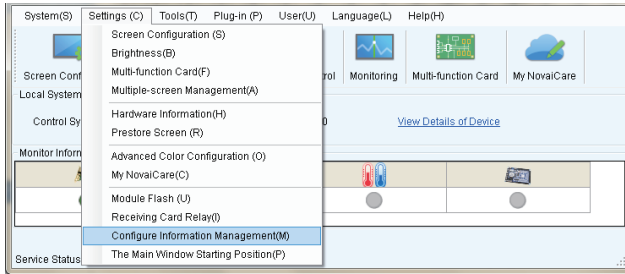 System(S) Settings (C) Tools(T) Plug-in (P) User(U) Language(L) Help(H)
Screen Configuration (S)
Brightness(B)
Multi-function Card(F)
Multiple-screen Management(A)
Hardware Information(H)
Prestore Screen (R)
Advanced Color Configuration (O)
My NovaiCare(C)
Module Flash (U)
Receiving Card Relay(I)
Configure Information Management(M)
The Main Window Starting Position(P)
Screen Conf
rol Monitoring Multi-function Card My NovaiCare
Local System
Control Sy
0 View Details of Device
Monitor Inforn
Service Status